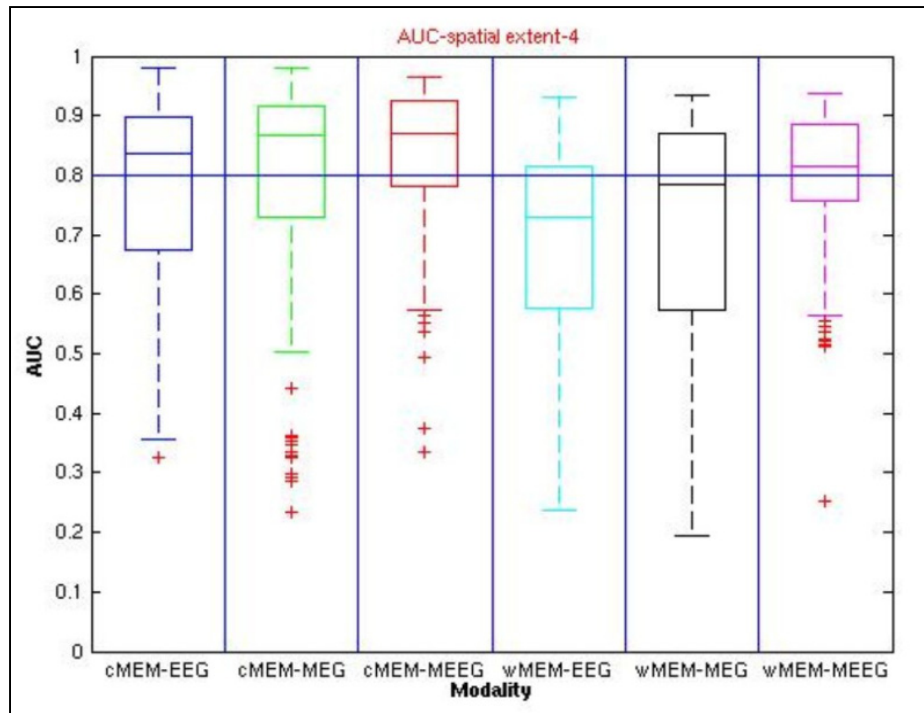 AUC-spatial extent-4
1
0.9
0.8
0.7
0.6
0.5
0.4
0.3
0.2
0.1
0
AUC
cMEM-EEG cMEM-MEG cMEM-MEEG wMEM-EEG wMEM-MEG wMEM-MEEG
Modality